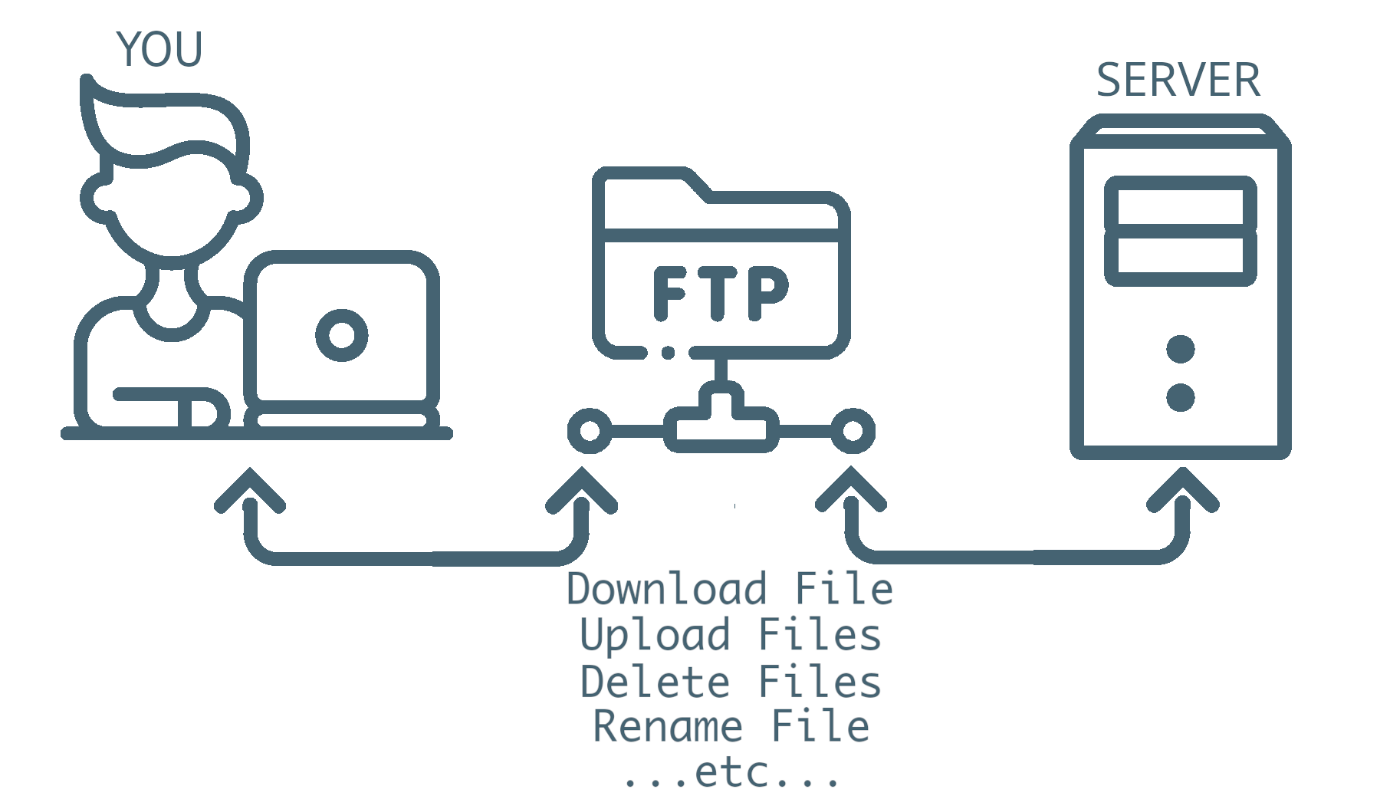 YOU
SERVER
FTP
Download File
Upload Files
Delete Files
Rename File
...etc...